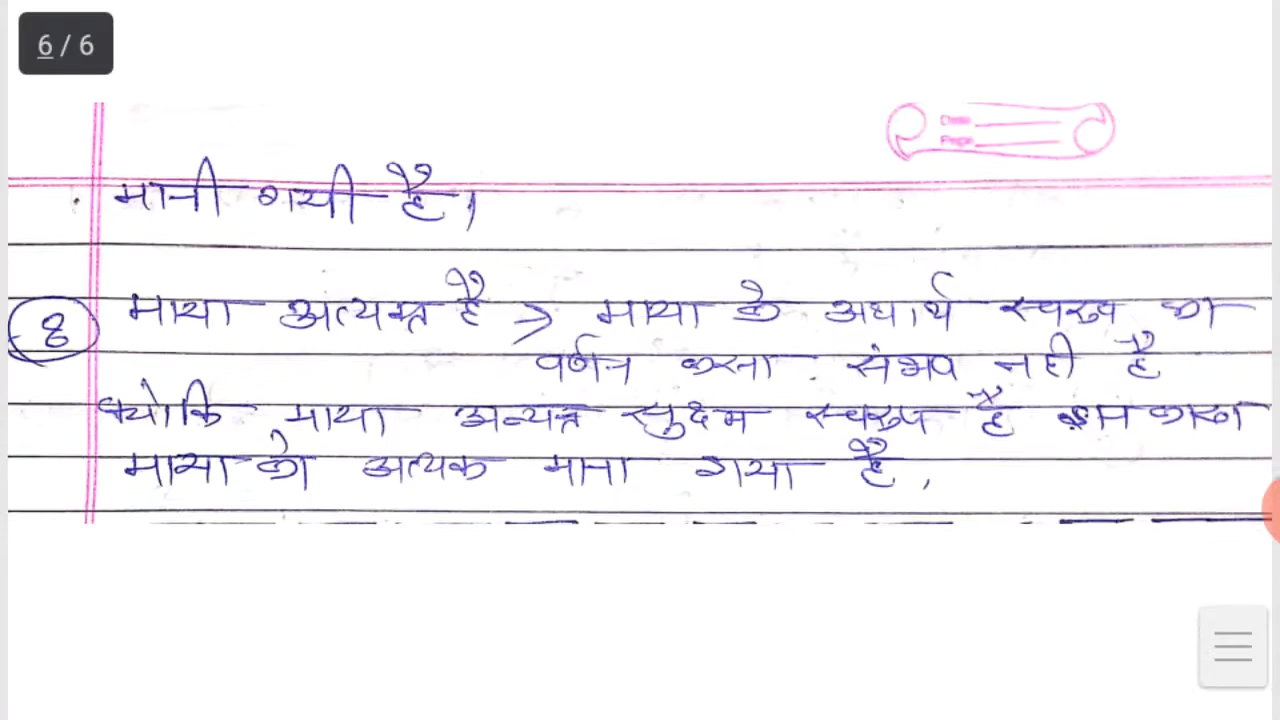 6 / 6
मानी गयी है।
8 माया अत्यक्त है > माया के अथार्थ स्वरूप का
वर्णन करना संभव नही है
क्योकि माया अत्यन्त सुक्ष्म स्वरूप है इस कारण
माया को अत्यक्त माना गया है,